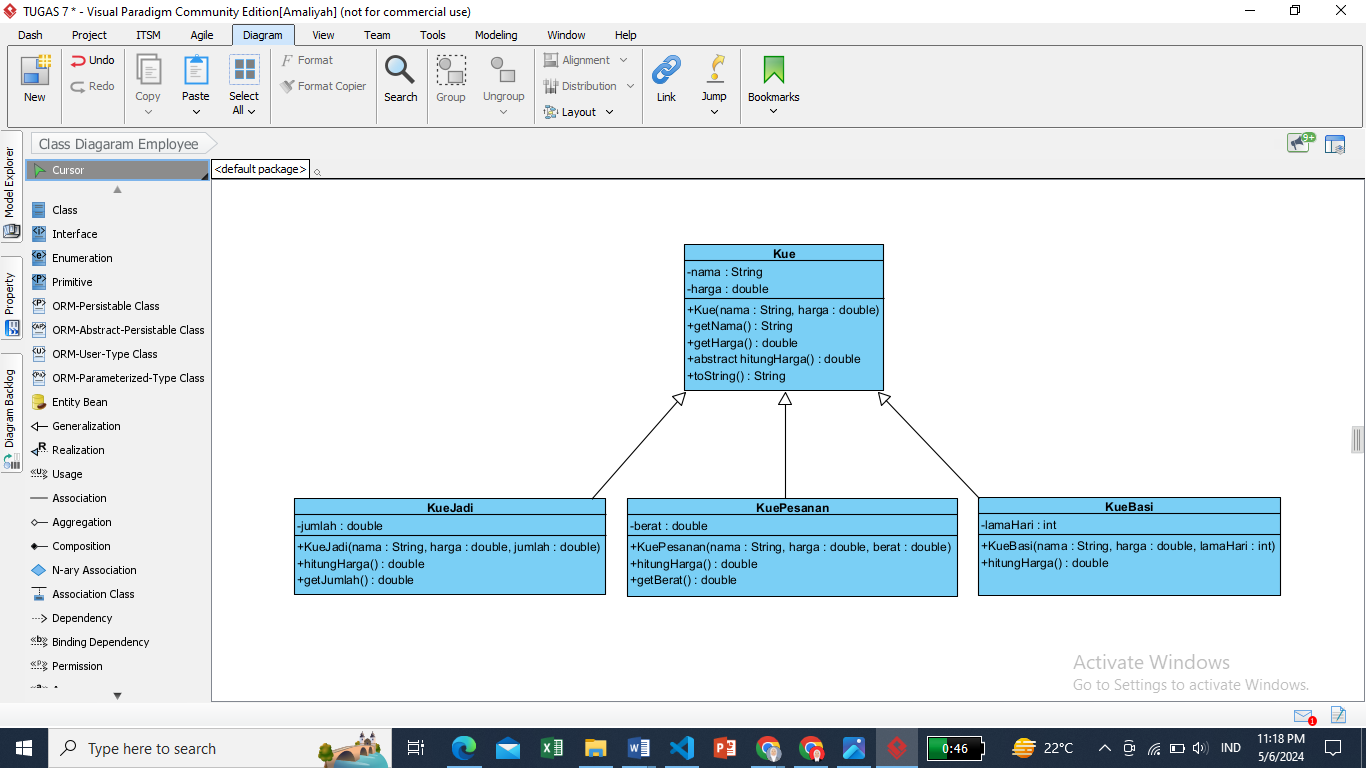 TUGAS 7 * - Visual Paradigm Community Edition[Amaliyah] (not for commercial use)
Dash Project ITSM Agile Diagram View Team Tools Modeling Window Help
New
Undo
Redo
Copy
Paste
Select
All
Format
Format Copier
Search
Group
Ungroup
Alignment
Distribution
Layout
Link
Jump
Bookmarks
Class Diagaram Employee
9+
Model Explorer
Property
Diagram Backlog
Cursor
Class
Interface
Enumeration
Primitive
ORM-Persistable Class
ORM-Abstract-Persistable Class
ORM-User-Type Class
ORM-Parameterized-Type Class
Entity Bean
Generalization
Realization
Usage
Association
Aggregation
Composition
N-ary Association
Association Class
Dependency
Binding Dependency
Permission
<default package>
Kue
-nama : String
-harga : double
+Kue(nama : String, harga : double)
+getNama() : String
+getHarga() : double
+abstract hitungHarga() : double
+toString() : String
KueJadi
-jumlah : double
+KueJadi(nama : String, harga : double, jumlah : double)
+hitungHarga() : double
+getJumlah() : double
KuePesanan
-berat : double
+KuePesanan(nama : String, harga : double, berat : double)
+hitungHarga() : double
+getBerat() : double
KueBasi
-lamaHari : int
+KueBasi(nama : String, harga : double, lamaHari : int)
+hitungHarga() : double
Activate Windows
Go to Settings to activate Windows.
1
Type here to search
0:46
22°C
IND
11:18 PM
5/6/2024